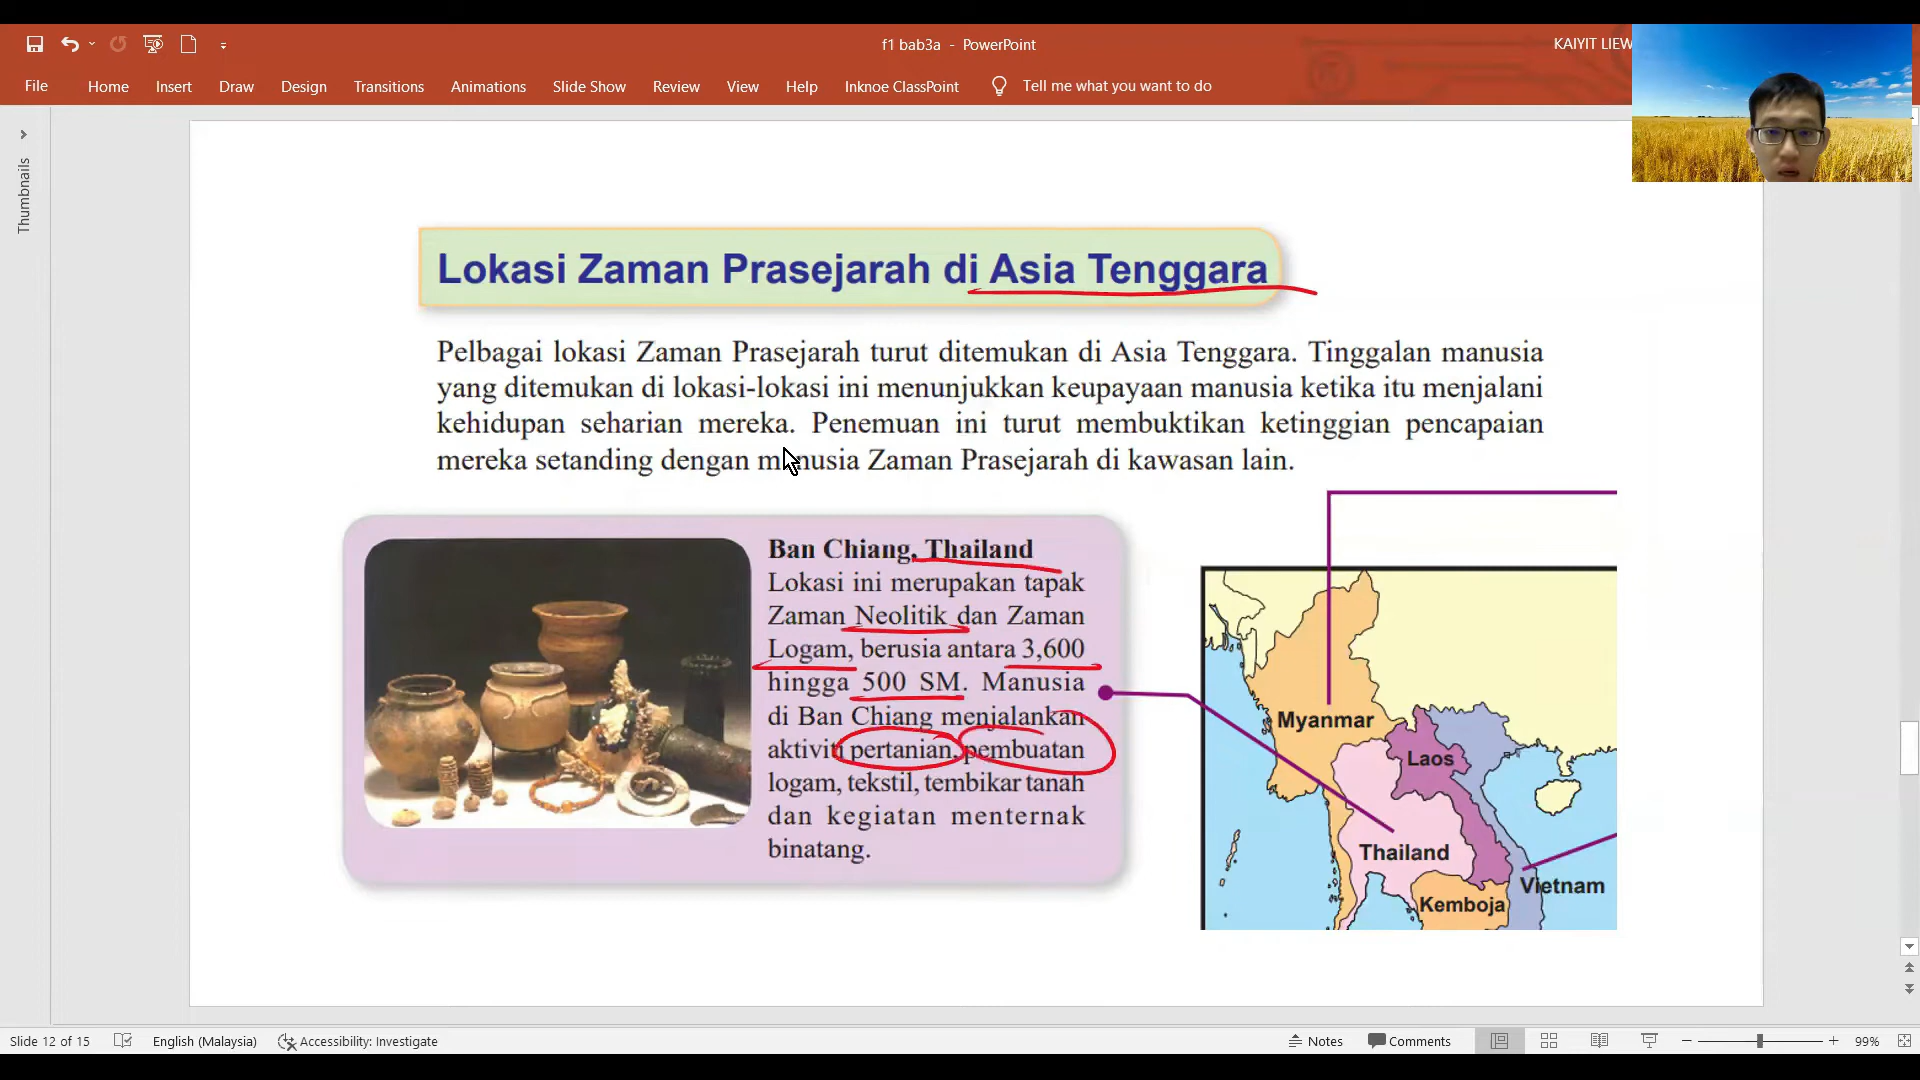 f1 bab3a - PowerPoint
KAIYIT LIEW
File Home Insert Draw Design Transitions Animations Slide Show Review View Help Inknoe ClassPoint Tell me what you want to do
Thumbnails
Lokasi Zaman Prasejarah di Asia Tenggara
Pelbagai lokasi Zaman Prasejarah turut ditemukan di Asia Tenggara. Tinggalan manusia
yang ditemukan di lokasi-lokasi ini menunjukkan keupayaan manusia ketika itu menjalani
kehidupan seharian mereka. Penemuan ini turut membuktikan ketinggian pencapaian
mereka setanding dengan manusia Zaman Prasejarah di kawasan lain.
Ban Chiang, Thailand
Lokasi ini merupakan tapak
Zaman Neolitik dan Zaman
Logam, berusia antara 3,600
hingga 500 SM. Manusia
di Ban Chiang menjalankan
aktiviti pertanian, pembuatan
logam, tekstil, tembikar tanah
dan kegiatan menternak
binatang.
Myanmar
Laos
Thailand
Vietnam
Kemboja
Slide 12 of 15 English (Malaysia) Accessibility: Investigate Notes Comments 99%